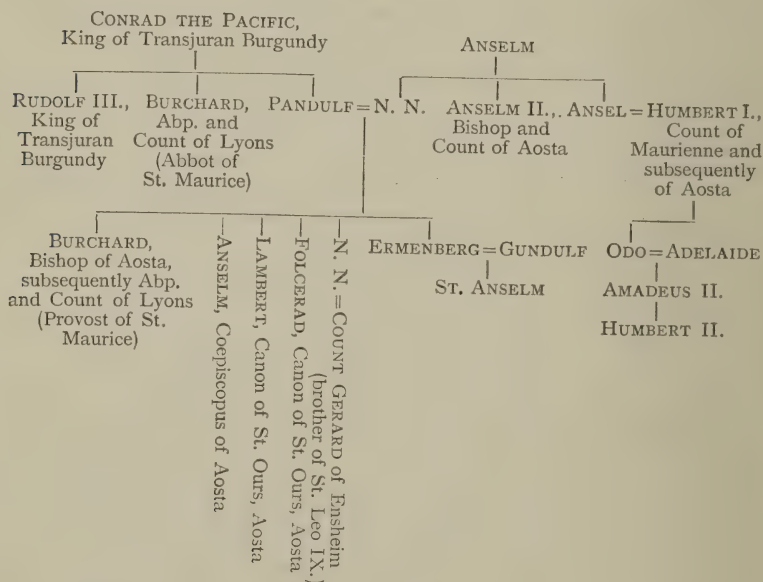 CONRAD THE PACIFIC,
King of Transjuran Burgundy
ANSELM
RUDOLF III.,
King of
Transjuran
Burgundy
BURCHARD,
Abp. and
Count of Lyons
(Abbot of
St. Maurice)
PANDULF=N. N.
ANSELM II.,
Bishop and
Count of Aosta
ANSEL=HUMBERT I.,
Count of
Maurienne and
subsequently
of Aosta
BURCHARD,
Bishop of Aosta,
subsequently Abp.
and Count of Lyons
(Provost of St.
Maurice)
ANSELM, Coepiscopus of Aosta
LAMBERT, Canon of St. Ours, Aosta
FOLCERAD, Canon of St. Ours, Aosta
N. N.=COUNT GERARD of Ensheim
(brother of St. Leo IX.)
ERMENBERG=GUNDULF
ST. ANSELM
ODO=ADELAIDE
AMADEUS II.
HUMBERT II.